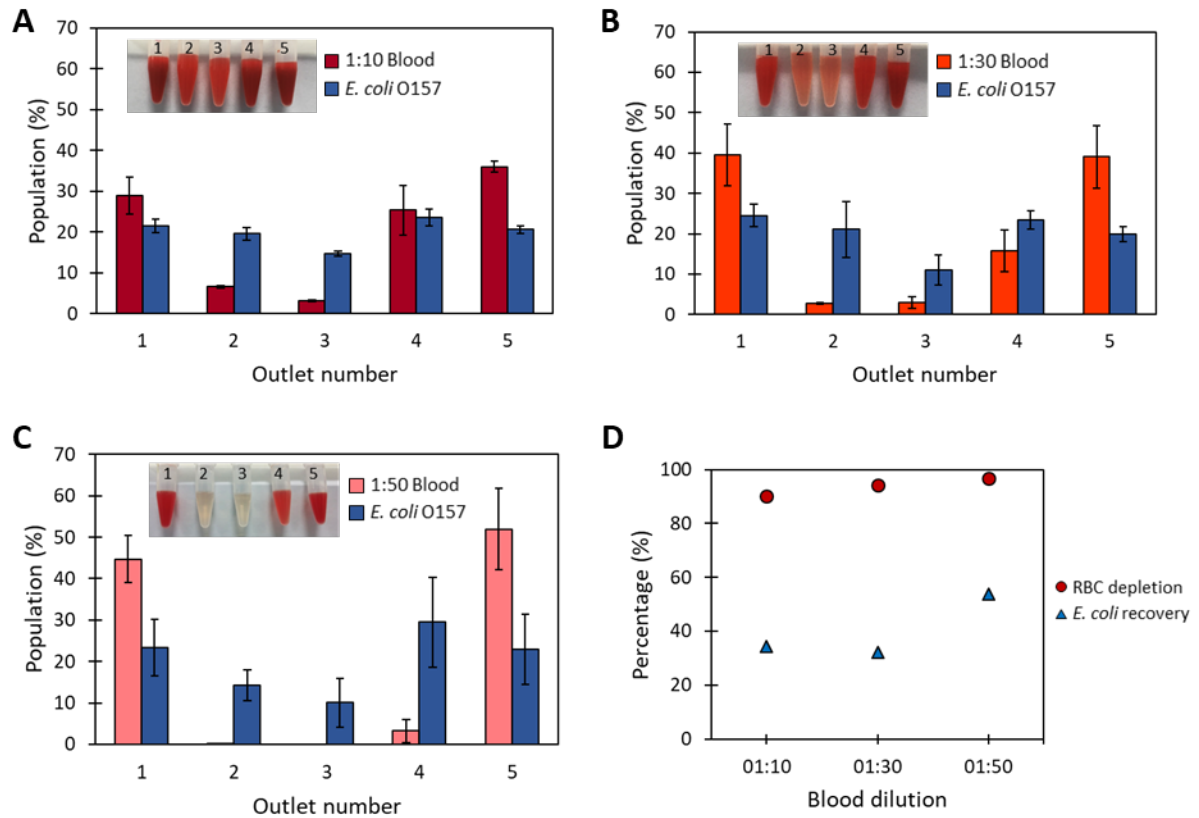 A
70
60
50
40
30
20
10
0
Population (%)
1 2 3 4 5
1:10 Blood
E. coli O157
1 2 3 4 5
Outlet number
B
70
60
50
40
30
20
10
0
Population (%)
1 2 3 4 5
1:30 Blood
E. coli O157
1 2 3 4 5
Outlet number
C
70
60
50
40
30
20
10
0
Population (%)
1 2 3 4 5
1:50 Blood
E. coli O157
1 2 3 4 5
Outlet number
D
100
80
60
40
20
0
Percentage (%)
RBC depletion
E. coli recovery
01:10 01:30 01:50
Blood dilution